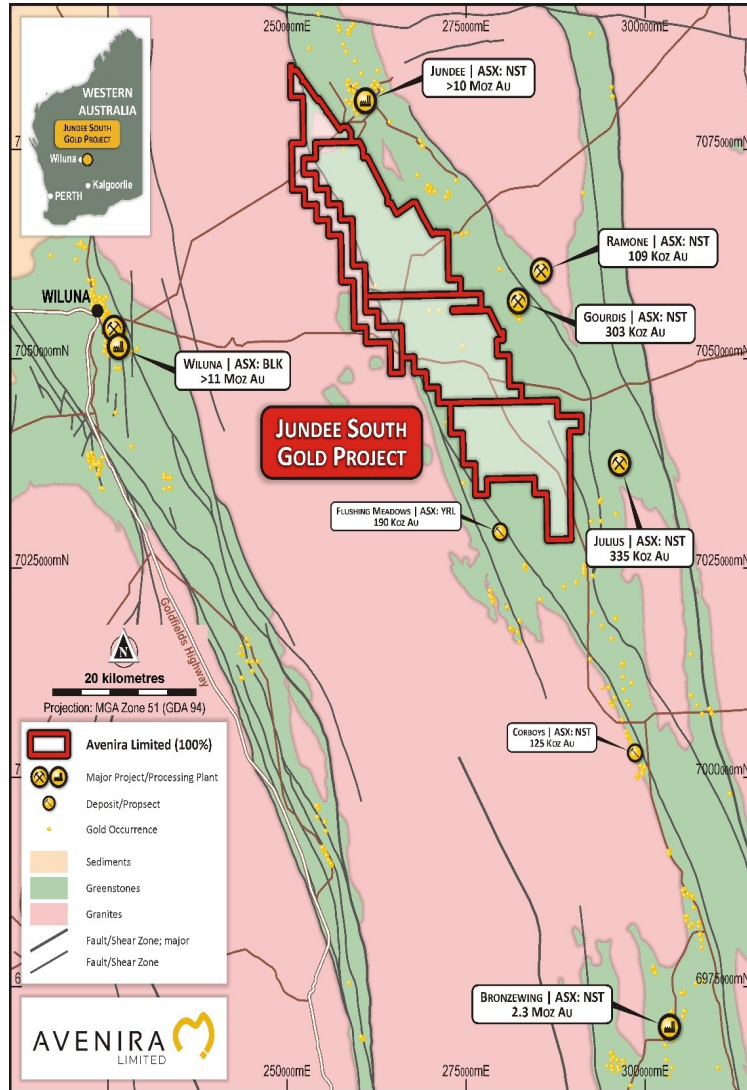 250000mE
275000mE
300000mE
WESTERN
AUSTRALIA
JUNDEE SOUTH
GOLD PROJECT
Wiluna
Kalgoorlie
PERTH
JUNDEE | ASX: NST
>10 MOZ AU
7
7075000mN
RAMONE | ASX: NST
109 KOZ AU
GOURDIS | ASX: NST
303 KOZ AU
WILUNA
7050000mN
7050000mN
WILUNA | ASX: BLK
>11 MOZ AU
JUNDEE SOUTH
GOLD PROJECT
FLUSHING MEADOWS | ASX: YRL
190 KOZ AU
JULIUS | ASX: NST
335 KOZ AU
7025000mN
7025000mN
Goldfields Highway
N
20 kilometres
Projection: MGA Zone 51 (GDA 94)
Avenira Limited (100%)
Major Project/Processing Plant
Deposit/Propsect
Gold Occurrence
Sediments
Greenstones
Granites
Fault/Shear Zone; major
Fault/Shear Zone
CORBOYS | ASX: NST
125 KOZ AU
7
7000000mN
6
6975000mN
BRONZEWING | ASX: NST
2.3 MOZ AU
AVENIRA
LIMITED
250000mE
275000mE
300000mE